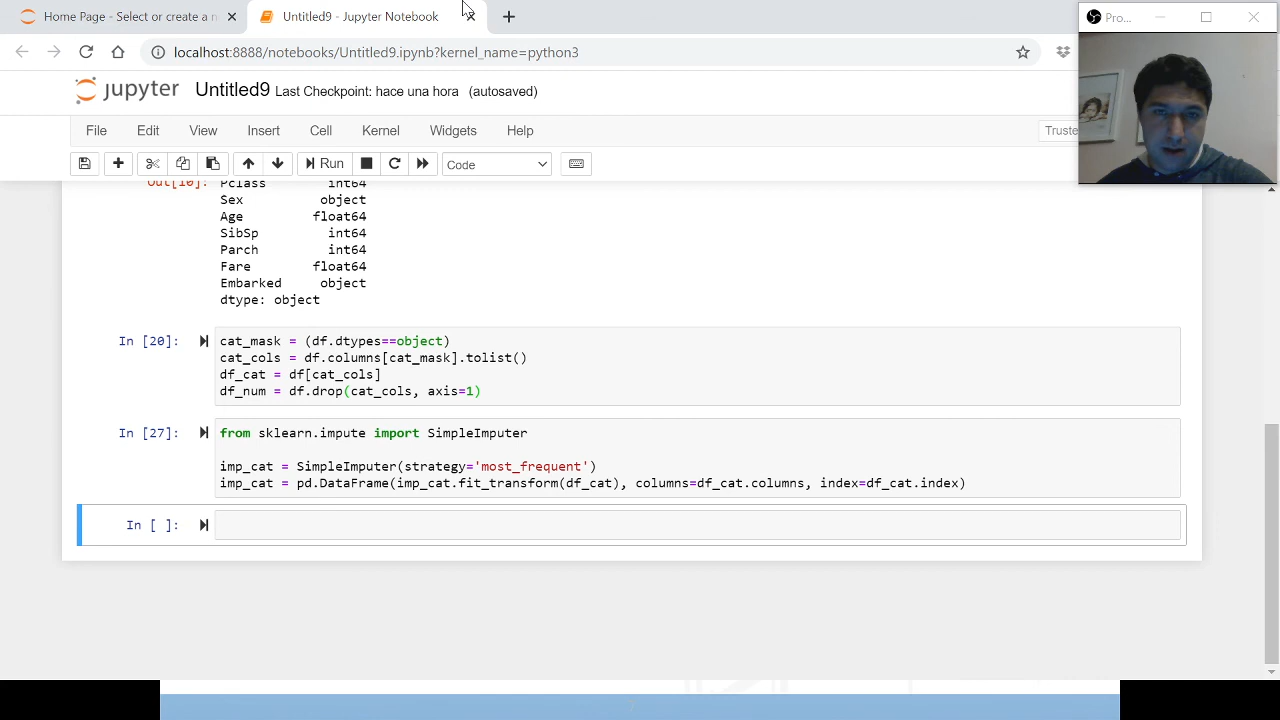 Home Page - Select or create a n
Untitled9 - Jupyter Notebook
Pro...
localhost:8888/notebooks/Untitled9.ipynb?kernel_name=python3
jupyter Untitled9 Last Checkpoint: hace una hora (autosaved)
File Edit View Insert Cell Kernel Widgets Help Truste
Run Code
Out[10]: Pclass int64
Sex object
Age float64
SibSp int64
Parch int64
Fare float64
Embarked object
dtype: object
In [20]: cat_mask = (df.dtypes==object)
cat_cols = df.columns[cat_mask].tolist()
df_cat = df[cat_cols]
df_num = df.drop(cat_cols, axis=1)
In [27]: from sklearn.impute import SimpleImputer
imp_cat = SimpleImputer(strategy='most_frequent')
imp_cat = pd.DataFrame(imp_cat.fit_transform(df_cat), columns=df_cat.columns, index=df_cat.index)
In [ ]: